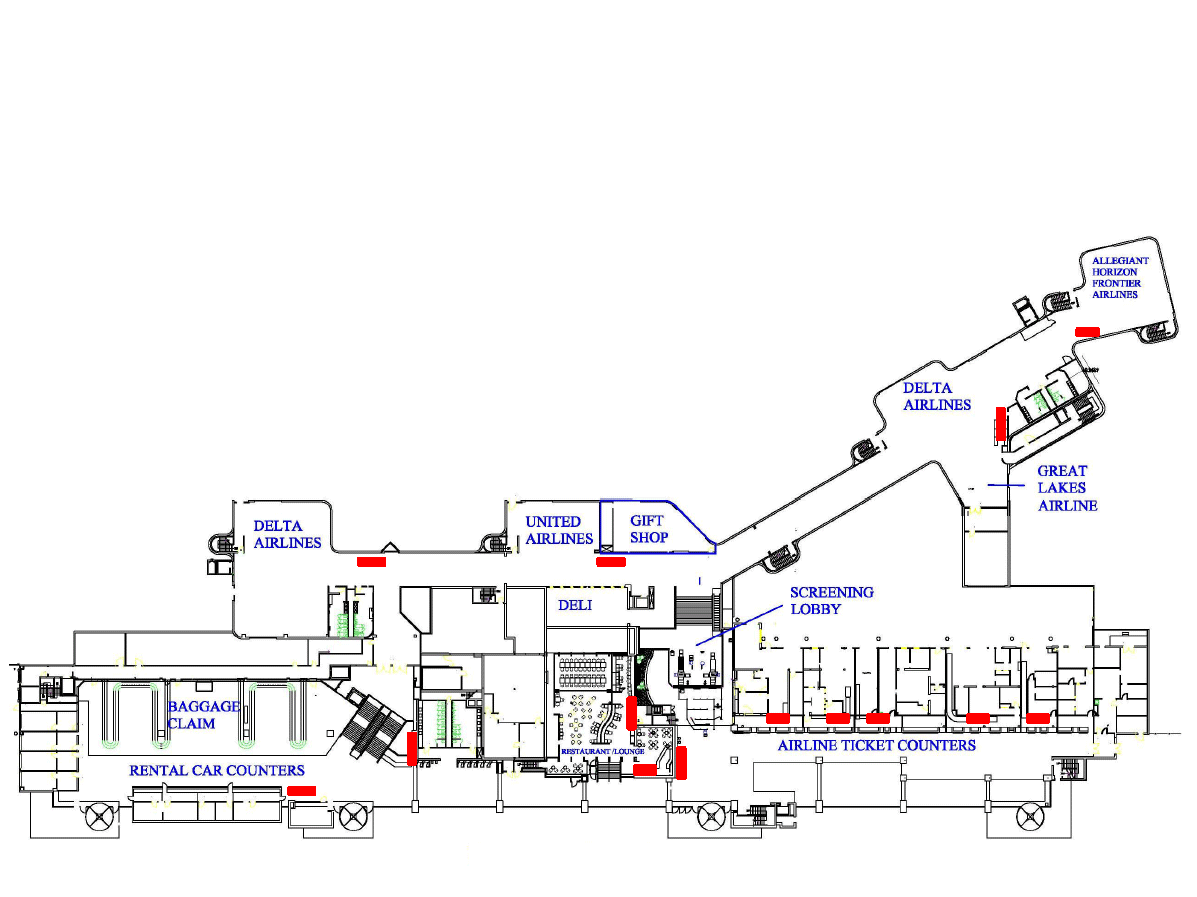 ALLEGIANT
HORIZON
FRONTIER
AIRLINES
DELTA
AIRLINES
GREAT
LAKES
AIRLINE
DELTA
AIRLINES
UNITED
AIRLINES
GIFT
SHOP
DELI
SCREENING
LOBBY
BAGGAGE
CLAIM
RESTAURANT /LOUNGE
AIRLINE TICKET COUNTERS
RENTAL CAR COUNTERS